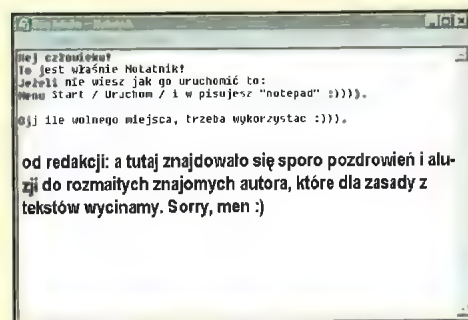 Hej człowieku!
To jest właśnie Notatnik!
Jeżeli nie wiesz jak go uruchomić to:
Menu Start / Uruchom / i w pisujesz "notepad" :)))).
Ojj ile wolnego miejsca, trzeba wykorzystac :))).
od redakcji: a tutaj znajdowało się sporo pozdrowień i alu-
zji do rozmaitych znajomych autora, które dla zasady z
tekstów wycinamy. Sorry, men :)